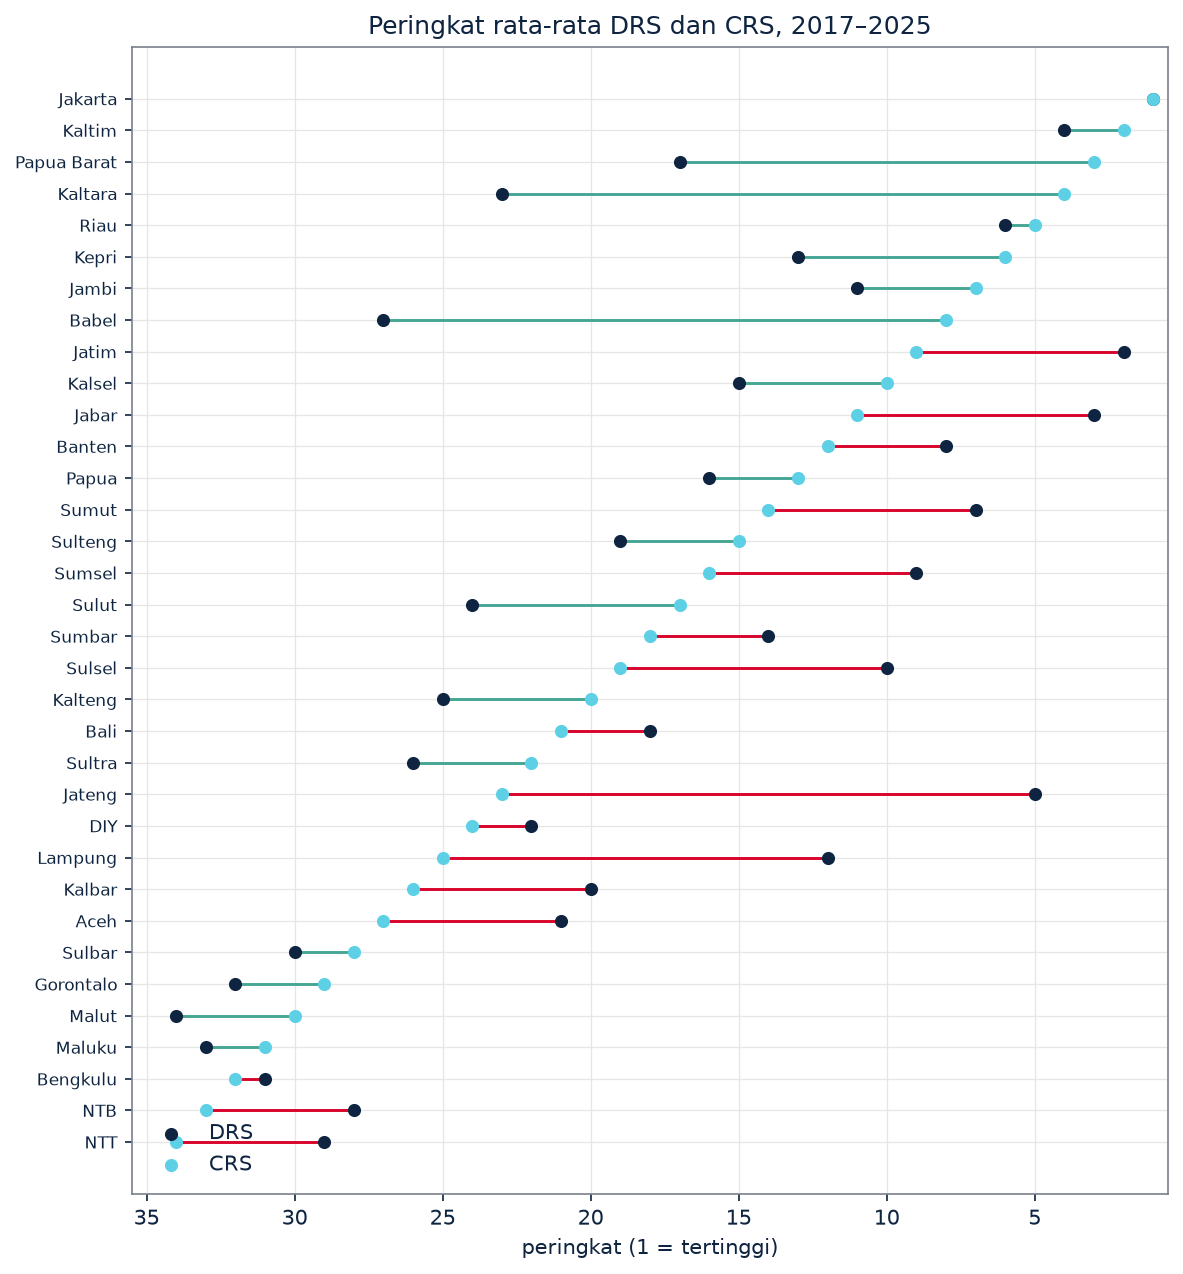 Peringkat rata-rata DRS dan CRS, 2017–2025
Jakarta
Kaltim
Papua Barat
Kaltara
Riau
Kepri
Jambi
Babel
Jatim
Kalsel
Jabar
Banten
Papua
Sumut
Sulteng
Sumsel
Sulut
Sumbar
Sulsel
Kalteng
Bali
Sultra
Jateng
DIY
Lampung
Kalbar
Aceh
Sulbar
Gorontalo
Malut
Maluku
Bengkulu
NTB
NTT
DRS
CRS
35 30 25 20 15 10 5
peringkat (1 = tertinggi)